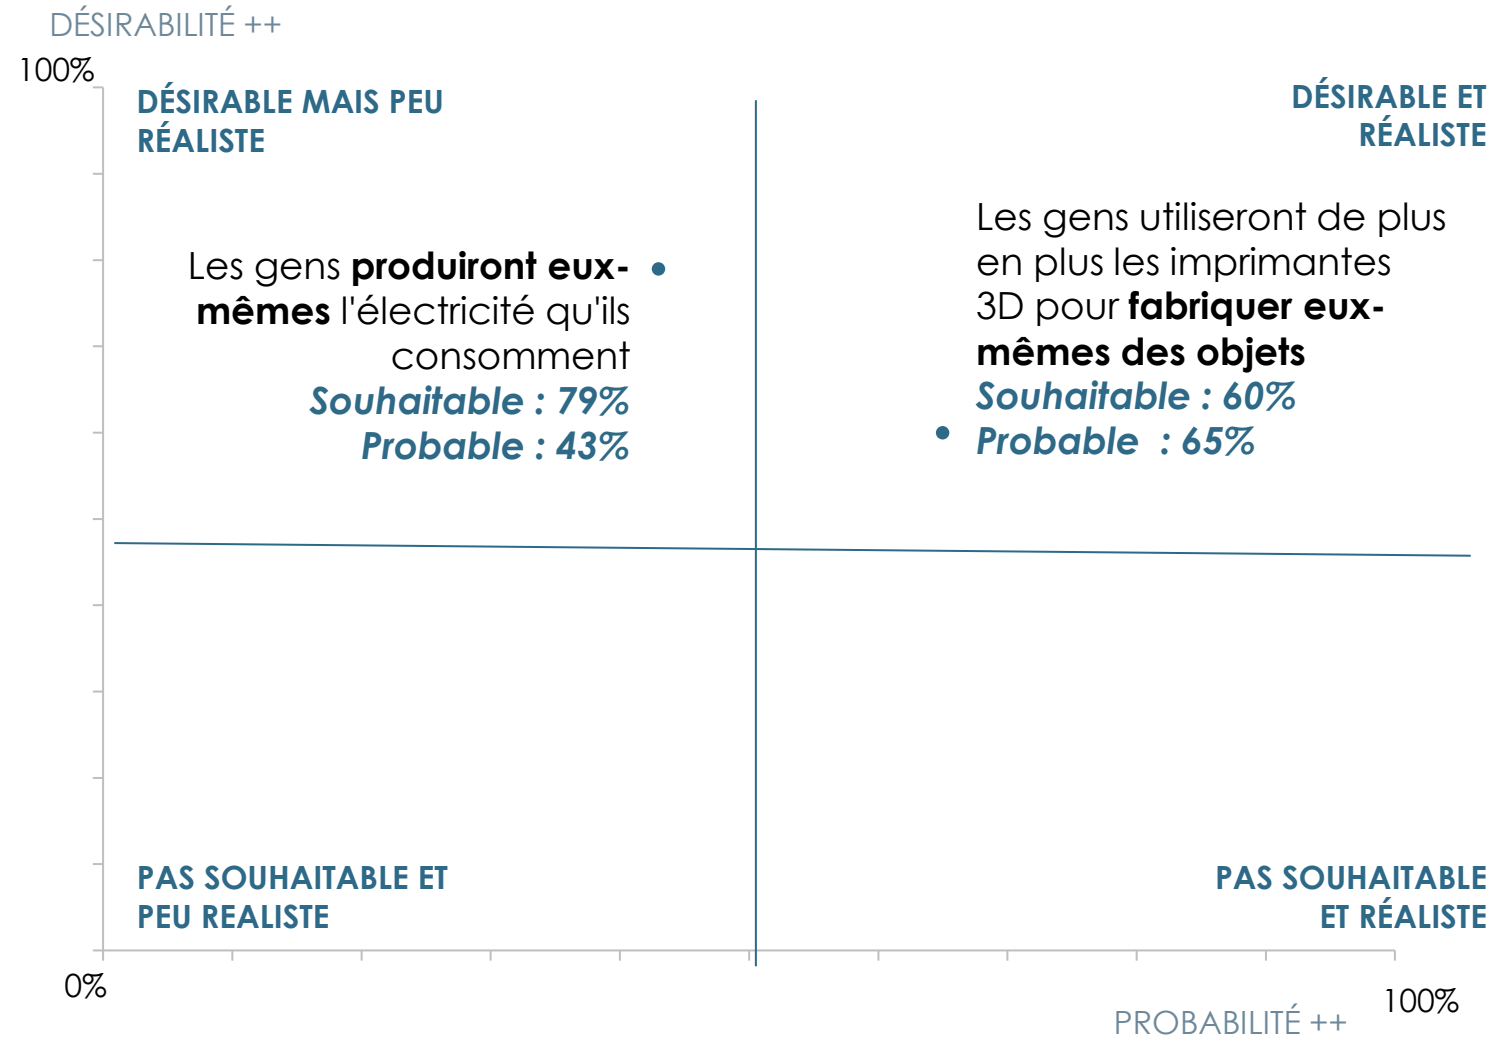 DÉSIRABILITÉ ++
100%
DÉSIRABLE MAIS PEU
RÉALISTE
DÉSIRABLE ET
RÉALISTE
Les gens produiront eux-
mêmes l'électricité qu'ils
consomment
Souhaitable : 79%
Probable : 43%
Les gens utiliseront de plus
en plus les imprimantes
3D pour fabriquer eux-
mêmes des objets
Souhaitable : 60%
Probable : 65%
PAS SOUHAITABLE ET
PEU REALISTE
PAS SOUHAITABLE
ET RÉALISTE
0%
100%
PROBABILITÉ ++